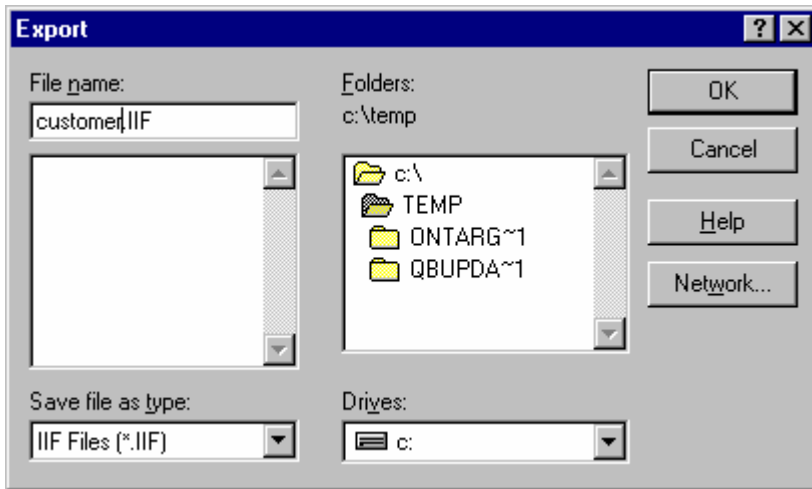 Export
File name:
customer.IIF
Folders:
c:\temp
c:\
TEMP
ONTARG~1
QBUPDA~1
OK
Cancel
Help
Network...
Save file as type:
IIF Files (*.IIF)
Drives:
c: